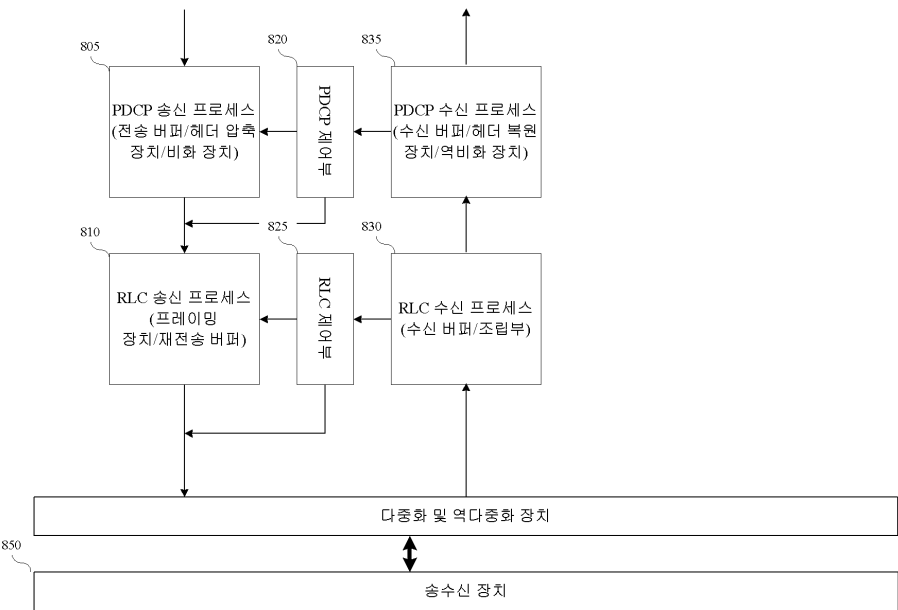 805
820
835
PDCP 송신 프로세스
(전송 버퍼/헤더 압축
장치/비화 장치)
PDCP 제어부
PDCP 수신 프로세스
(수신 버퍼/헤더 복원
장치/역비화 장치)
810
825
830
RLC 송신 프로세스
(프레이밍
장치/재전송 버퍼)
RLC 제어부
RLC 수신 프로세스
(수신 버퍼/조립부)
다중화 및 역다중화 장치
850
송수신 장치